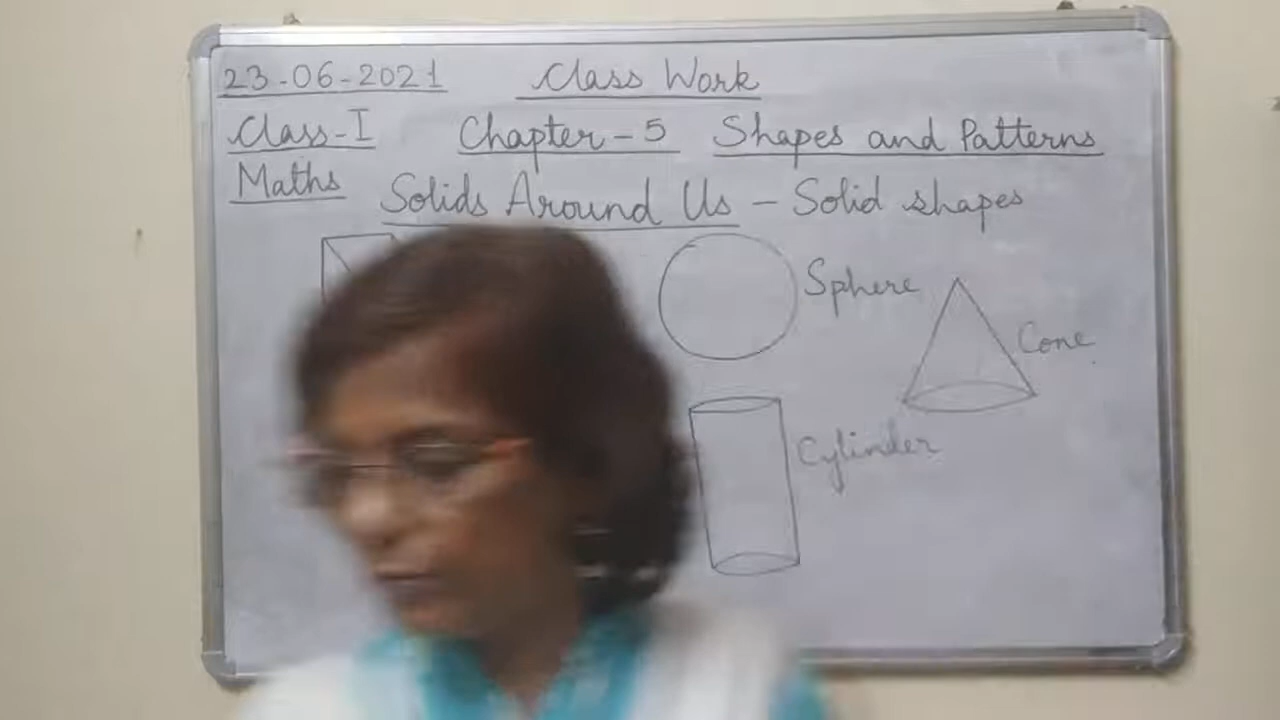 23-06-2021 Class Work
Class-I Chapter-5 Shapes and Patterns
Maths Solids Around Us - Solid shapes
Sphere
Cone
Cylinder